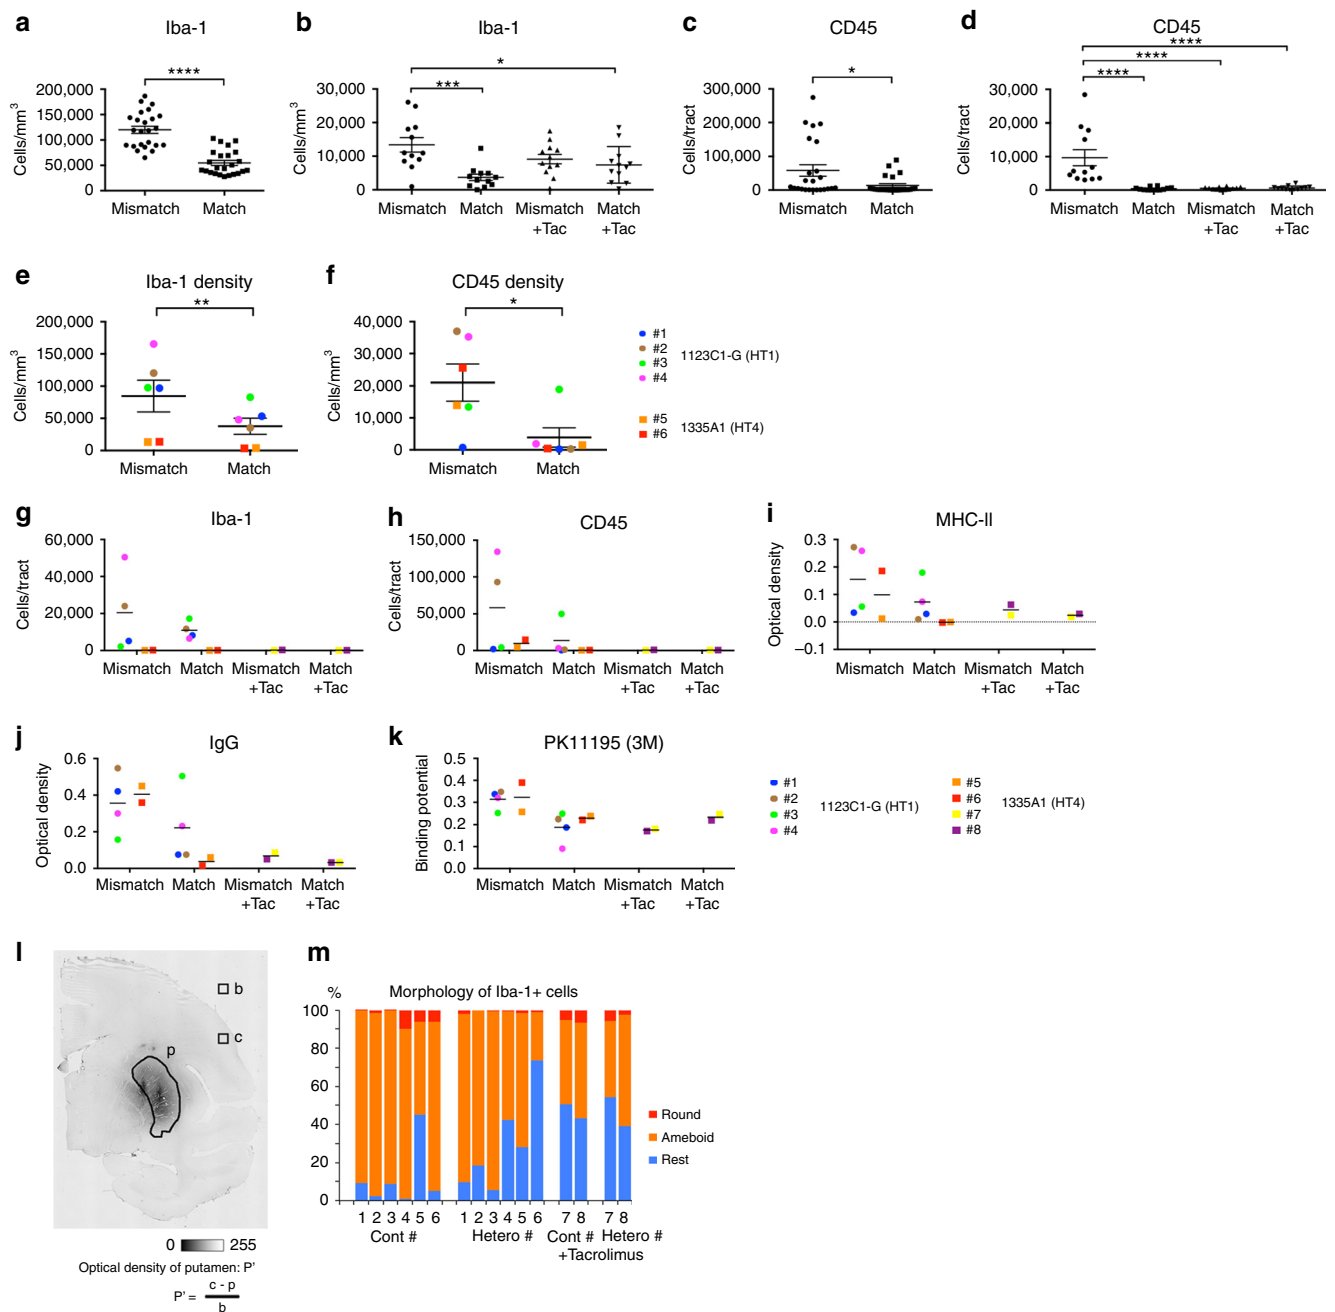 a
Iba-1
****
Cells/mm3
200,000
150,000
100,000
50,000
0
Mismatch Match
b
Iba-1
*
***
Cells/mm3
30,000
20,000
10,000
0
Mismatch Match Mismatch Match
+Tac +Tac
c
CD45
*
Cells/tract
300,000
200,000
100,000
0
Mismatch Match
d
CD45
****
****
****
Cells/tract
30,000
20,000
10,000
0
Mismatch Match Mismatch Match
+Tac +Tac
e
Iba-1 density
**
Cells/mm3
200,000
150,000
100,000
50,000
0
Mismatch Match
f
CD45 density
*
Cells/mm3
40,000
30,000
20,000
10,000
0
Mismatch Match
#1
#2
#3
#4
1123C1-G (HT1)
#5
#6
1335A1 (HT4)
g
Iba-1
Cells/tract
60,000
40,000
20,000
0
Mismatch Match Mismatch Match
+Tac +Tac
h
CD45
Cells/tract
150,000
100,000
50,000
0
Mismatch Match Mismatch Match
+Tac +Tac
i
MHC-II
Optical density
0.3
0.2
0.1
0.0
–0.1
Mismatch Match Mismatch Match
+Tac +Tac
j
IgG
Optical density
0.6
0.4
0.2
0.0
Mismatch Match Mismatch Match
+Tac +Tac
k
PK11195 (3M)
Binding potential
0.5
0.4
0.3
0.2
0.1
0.0
Mismatch Match Mismatch Match
+Tac +Tac
#1
#2
#3
#4
1123C1-G (HT1)
#5
#6
#7
#8
1335A1 (HT4)
l
b
c
p
0 255
Optical density of putamen: P'
P' = c - p
b
m
% Morphology of Iba-1+ cells
100
80
60
40
20
0
1 2 3 4 5 6 1 2 3 4 5 6 7 8 7 8
Cont # Hetero # Cont # Hetero #
+Tacrolimus
Round
Ameboid
Rest